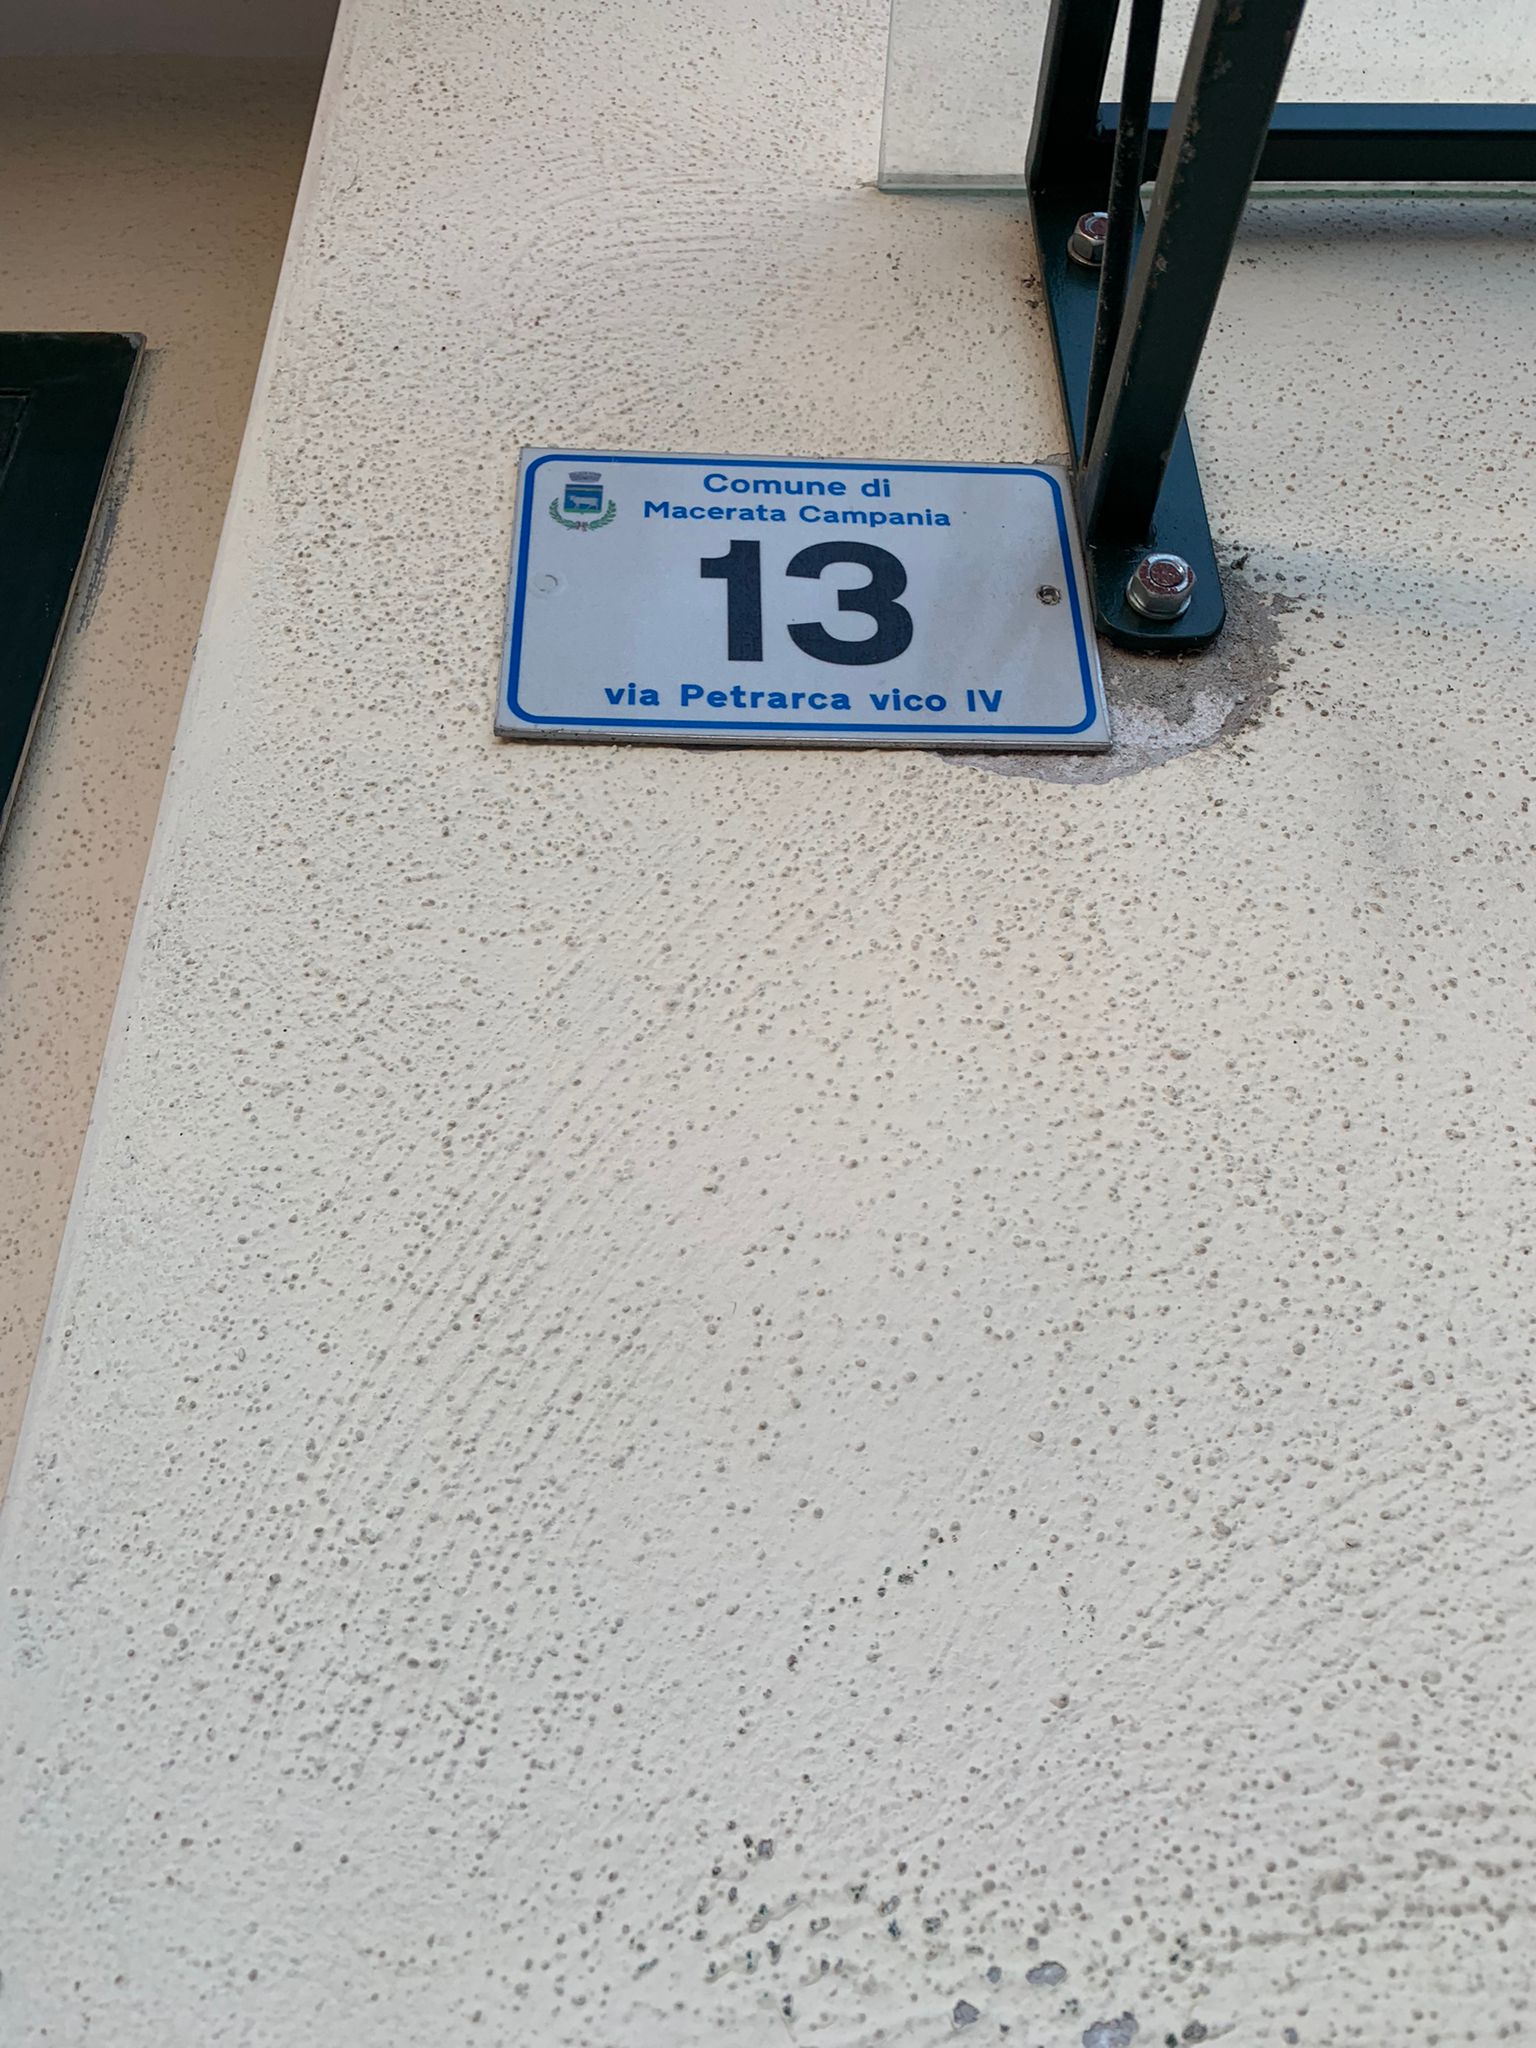 Comune di
Macerata Campania
13
via Petrarca vico IV